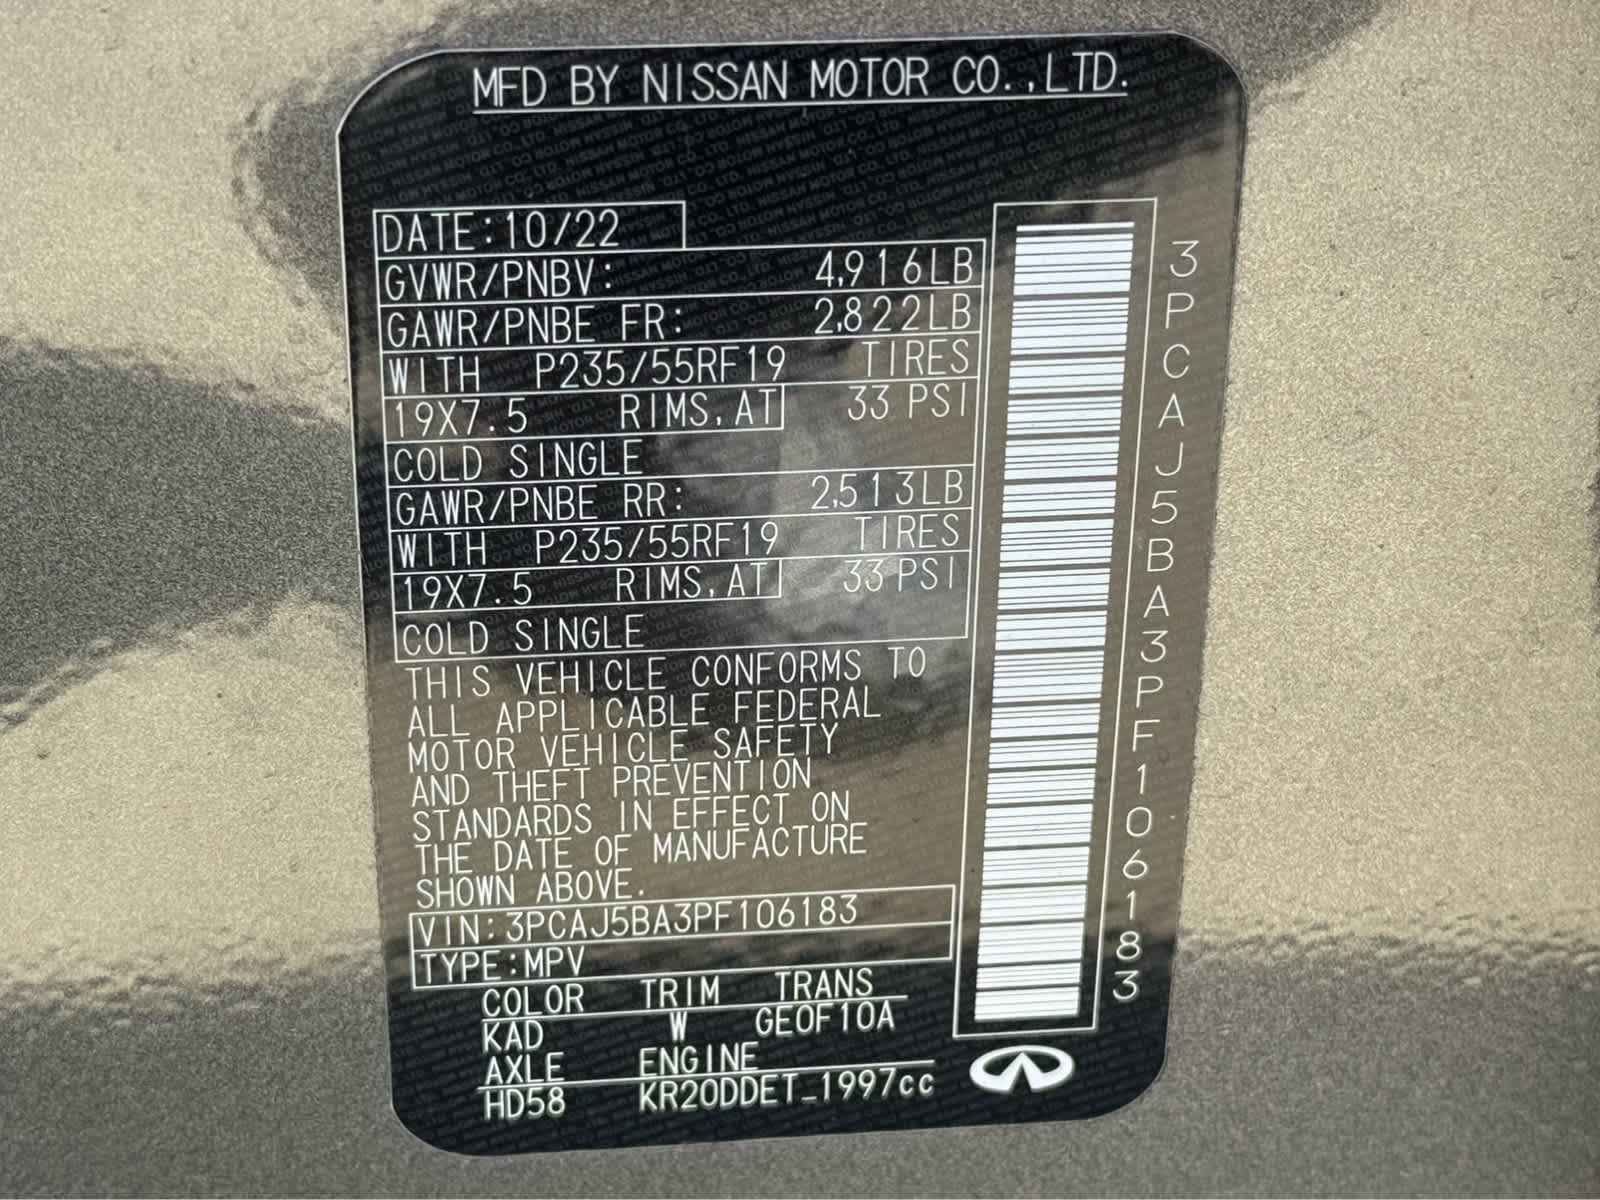 MFD BY NISSAN MOTOR CO.,LTD.
DATE:10/22
GVWR/PNBV: 4,916LB
GAWR/PNBE FR: 2,822LB
WITH P235/55RF19 TIRES
19X7.5 RIMS,AT 33 PSI
COLD SINGLE
GAWR/PNBE RR: 2,513LB
WITH P235/55RF19 TIRES
19X7.5 RIMS,AT 33 PSI
COLD SINGLE
THIS VEHICLE CONFORMS TO
ALL APPLICABLE FEDERAL
MOTOR VEHICLE SAFETY
AND THEFT PREVENTION
STANDARDS IN EFFECT ON
THE DATE OF MANUFACTURE
SHOWN ABOVE.
VIN:3PCAJ5BA3PF106183
TYPE:MPV
COLOR TRIM TRANS
KAD W GE0F10A
AXLE ENGINE
HD58 KR20DDET_1997cc
3PCAJ5BA3PF106183